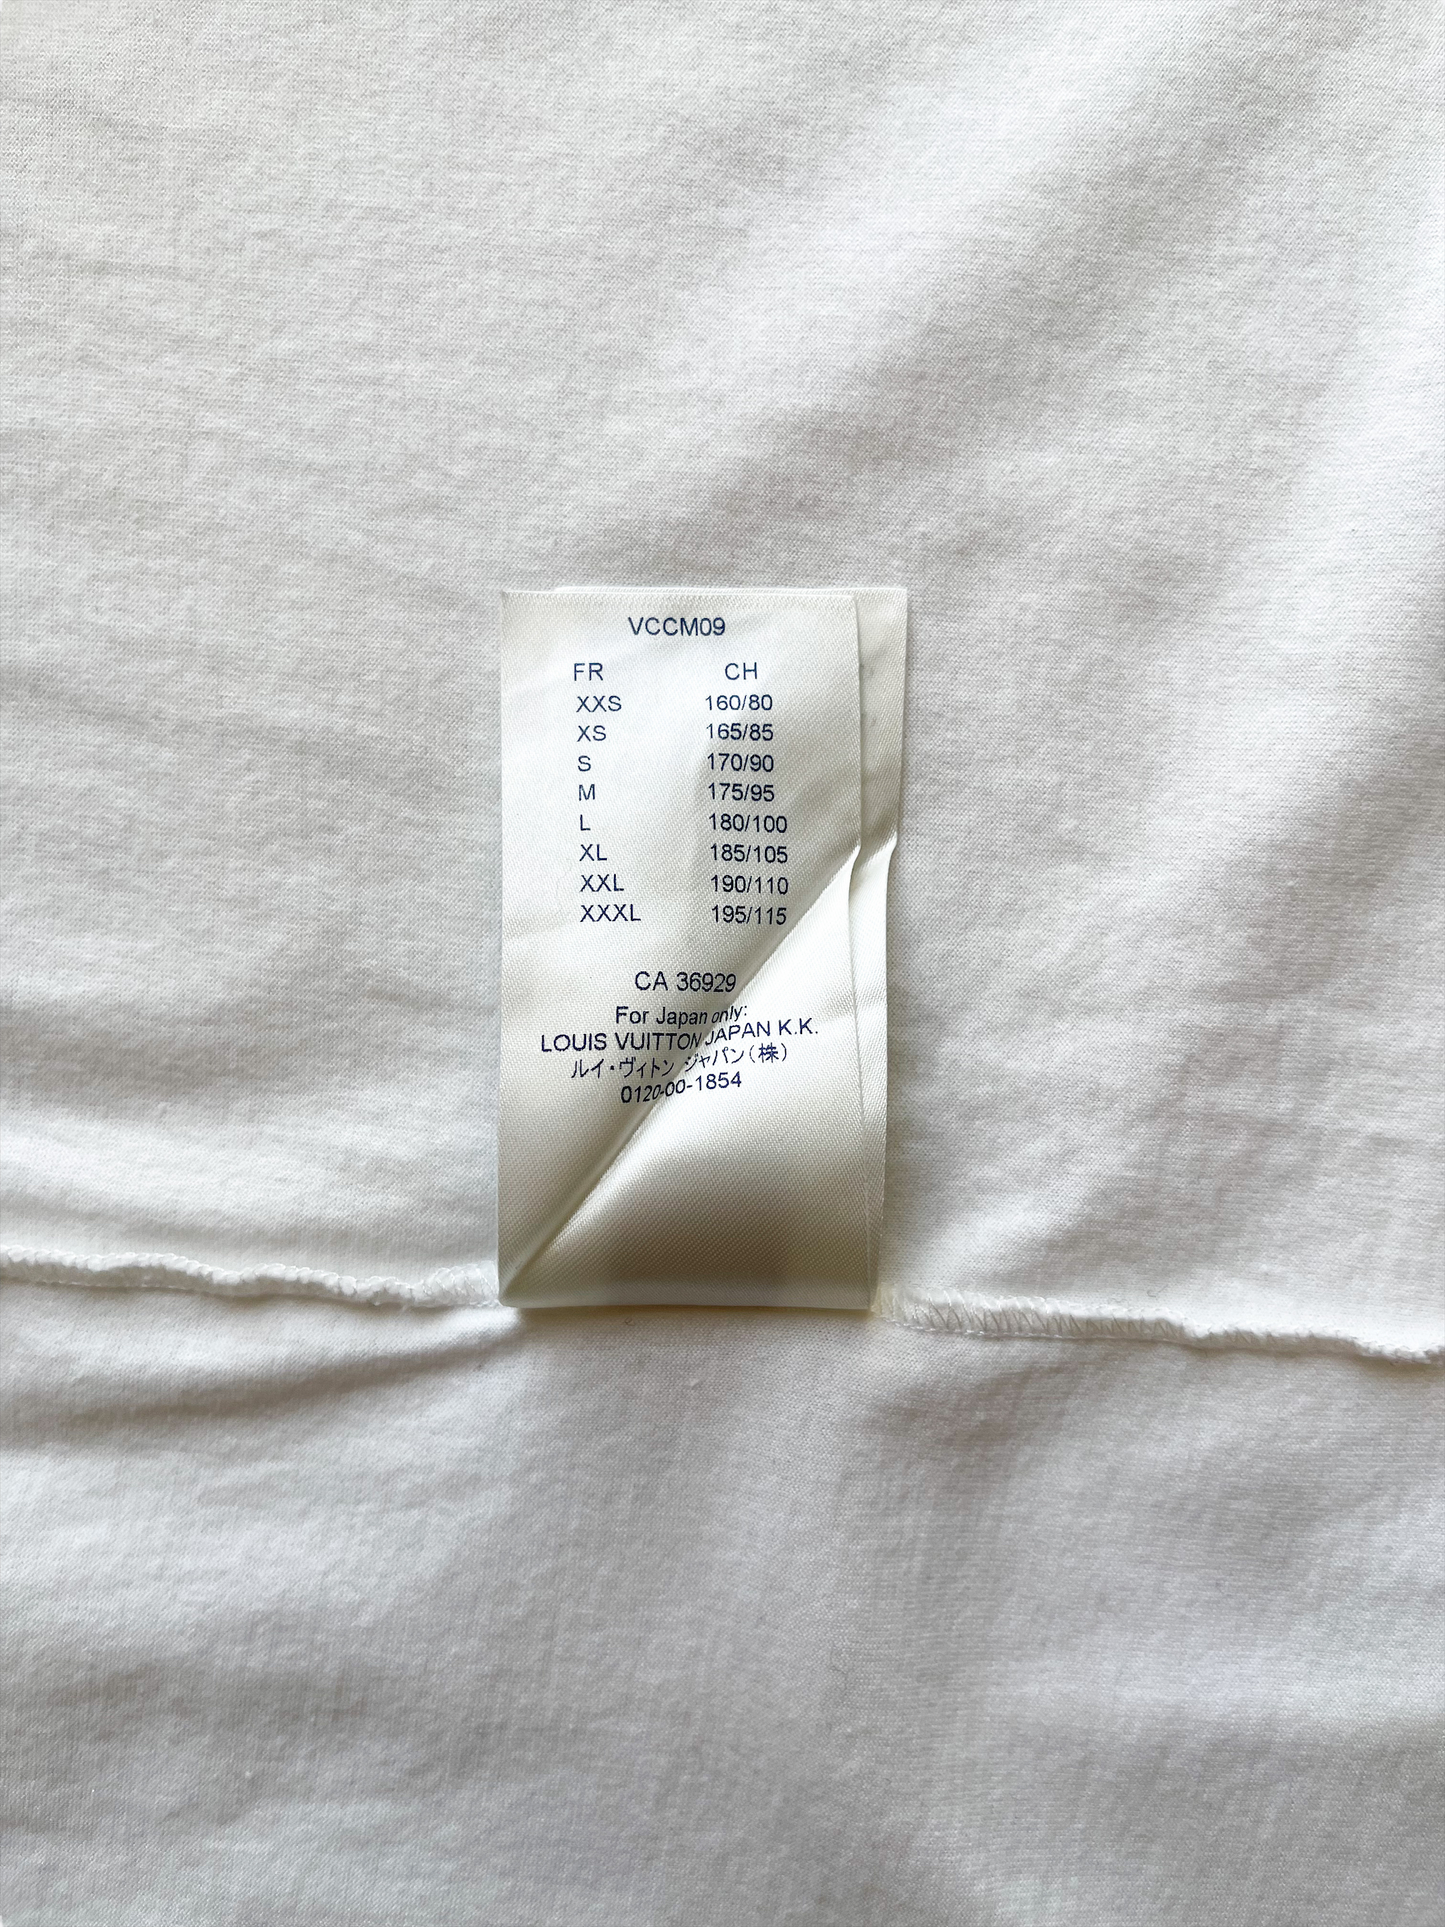 VCCM09
FR CH
XXS 160/80
XS 165/85
S 170/90
M 175/95
L 180/100
XL 185/105
XXL 190/110
XXXL 195/115
CA 36929
For Japan only:
LOUIS VUITTON JAPAN K.K.
ルイ・ヴィトン ジャパン(株)
0120-00-1854